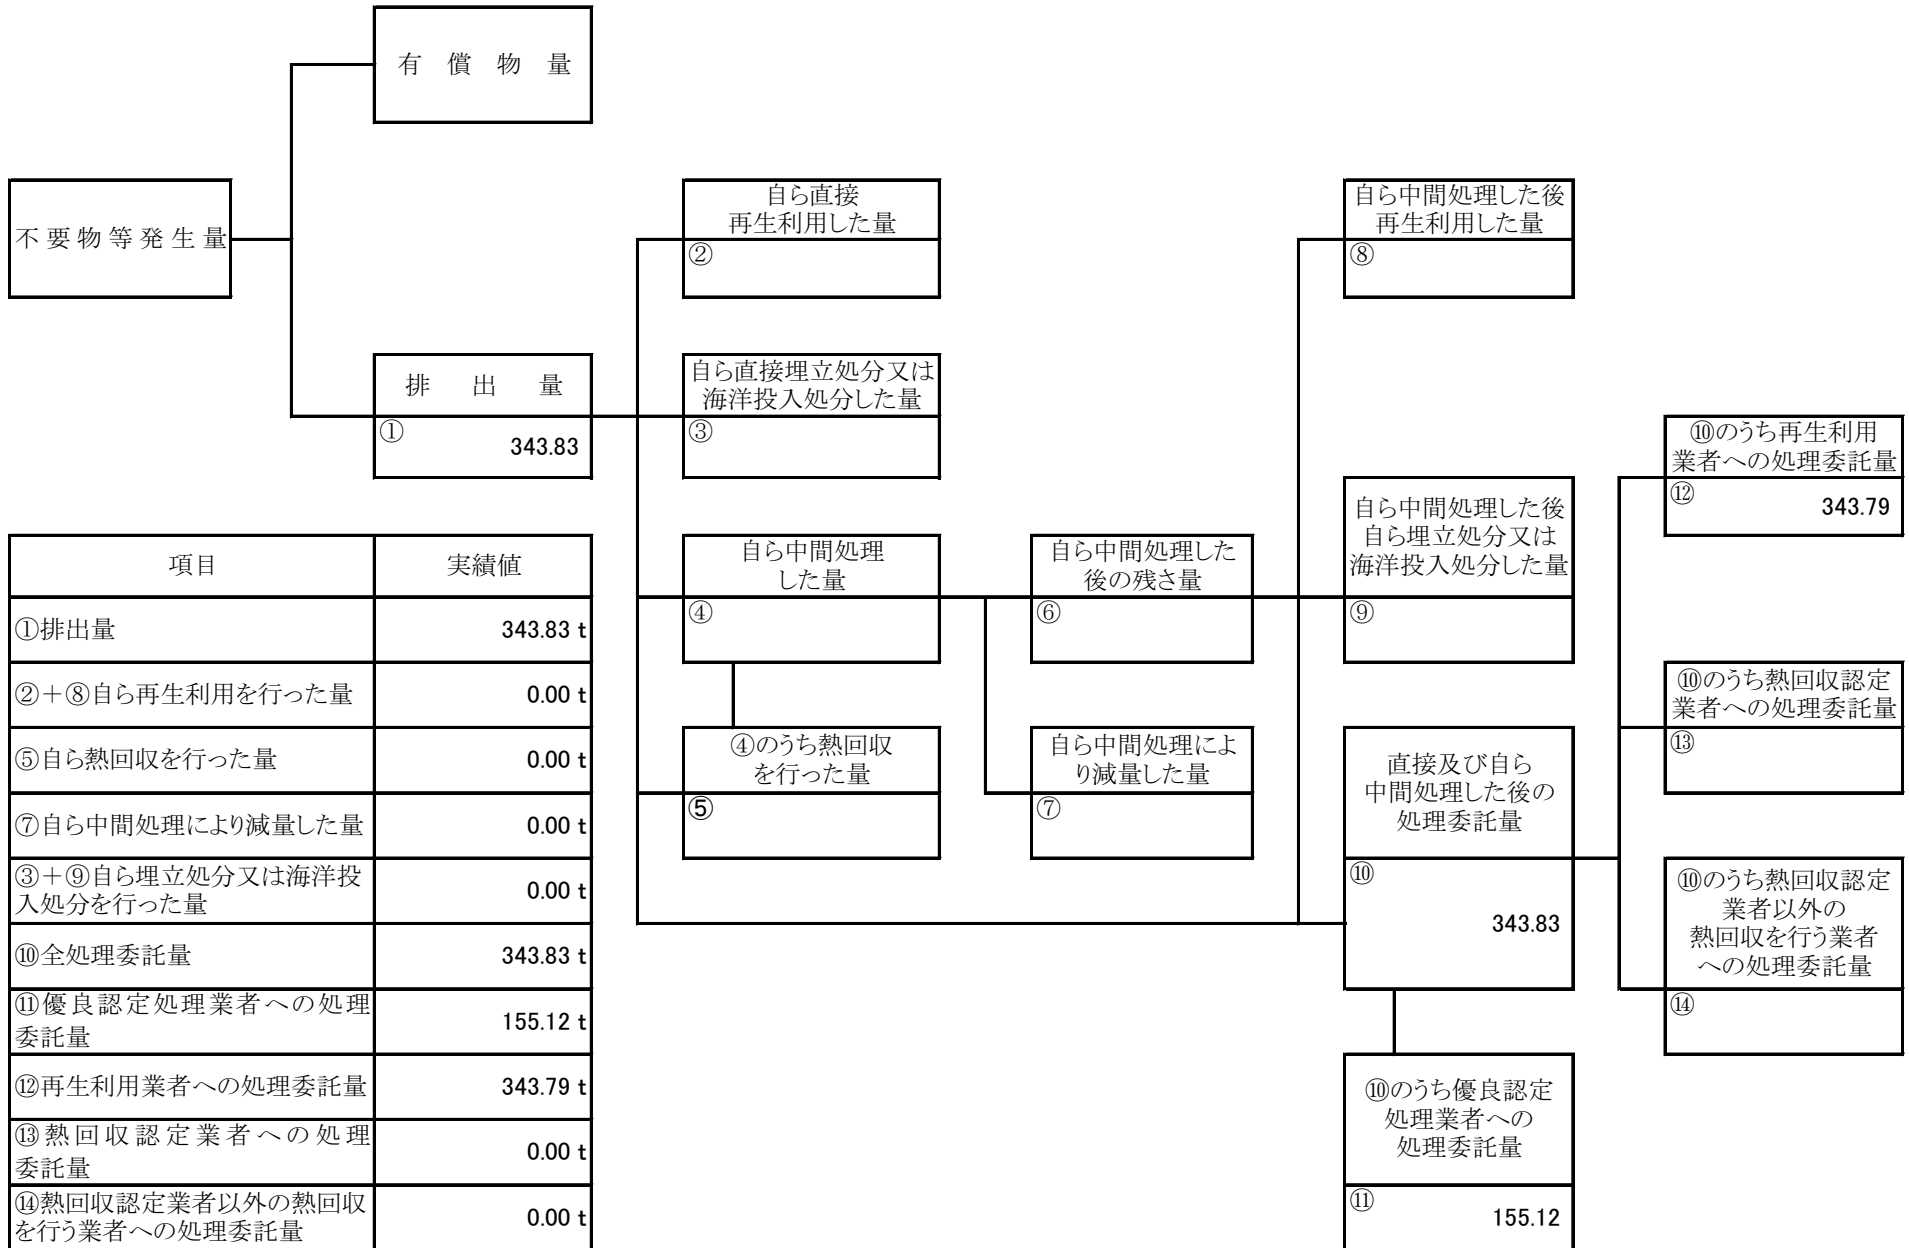 有償物量
不要物等発生量
自ら直接
再生利用した量
②
自ら中間処理した後
再生利用した量
⑧
排出量
① 343.83
自ら直接埋立処分又は
海洋投入処分した量
③
⑩のうち再生利用
業者への処理委託量
⑫ 343.79
自ら中間処理
した量
④
自ら中間処理した
後の残さ量
⑥
自ら中間処理した後
自ら埋立処分又は
海洋投入処分した量
⑨
⑩のうち熱回収認定
業者への処理委託量
⑬
④のうち熱回収
を行った量
⑤
自ら中間処理によ
り減量した量
⑦
直接及び自ら
中間処理した後の
処理委託量
⑩
343.83
⑩のうち熱回収認定
業者以外の
熱回収を行う業者
への処理委託量
⑭
⑩のうち優良認定
処理業者への
処理委託量
⑪ 155.12
項目 実績値
①排出量 343.83 t
②+⑧自ら再生利用を行った量 0.00 t
⑤自ら熱回収を行った量 0.00 t
⑦自ら中間処理により減量した量 0.00 t
③+⑨自ら埋立処分又は海洋投
入処分を行った量 0.00 t
⑩全処理委託量 343.83 t
⑪優良認定処理業者への処理
委託量 155.12 t
⑫再生利用業者への処理委託量 343.79 t
⑬熱回収認定業者への処理
委託量 0.00 t
⑭熱回収認定業者以外の熱回収
を行う業者への処理委託量 0.00 t